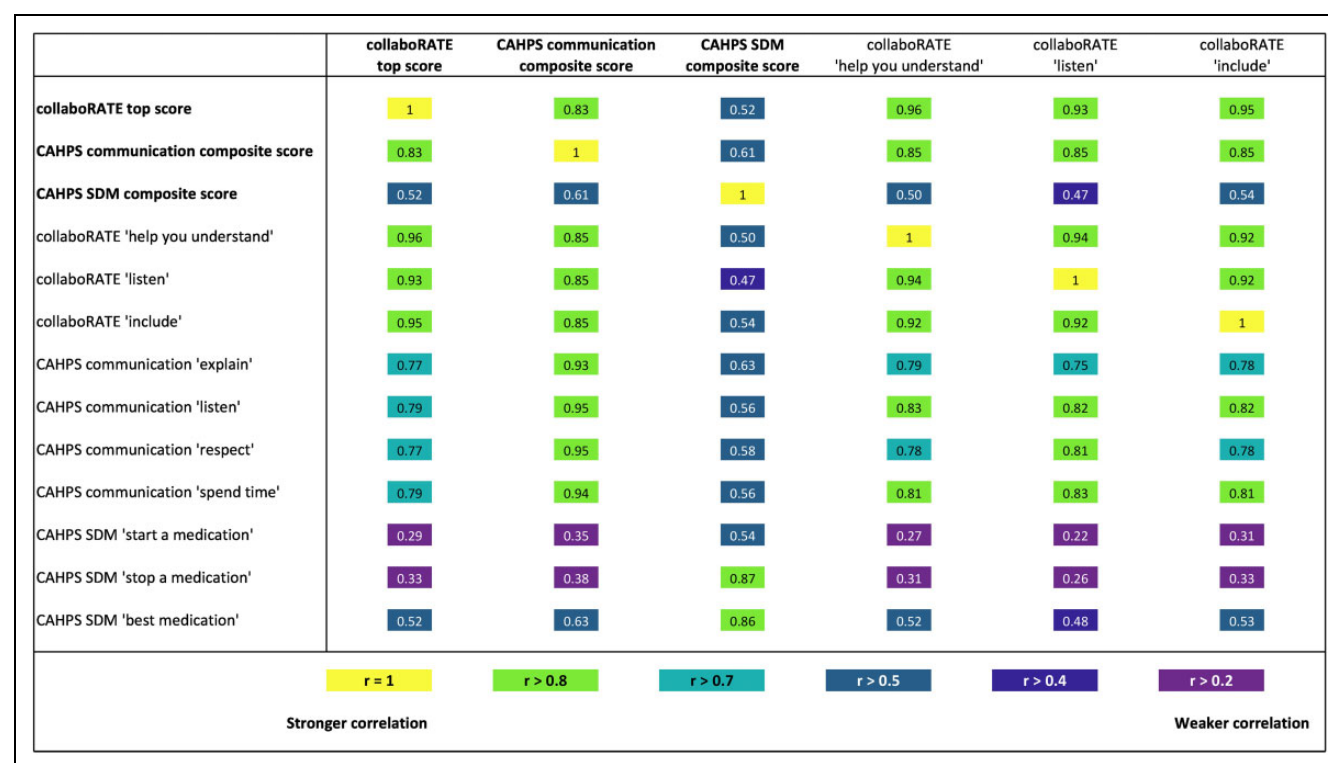 collaboRATE top score CAHPS communication composite score CAHPS SDM composite score collaboRATE 'help you understand' collaboRATE 'listen' collaboRATE 'include'
collaboRATE top score 1 0.83 0.52 0.96 0.93 0.95
CAHPS communication composite score 0.83 1 0.61 0.85 0.85 0.85
CAHPS SDM composite score 0.52 0.61 1 0.50 0.47 0.54
collaboRATE 'help you understand' 0.96 0.85 0.50 1 0.94 0.92
collaboRATE 'listen' 0.93 0.85 0.47 0.94 1 0.92
collaboRATE 'include' 0.95 0.85 0.54 0.92 0.92 1
CAHPS communication 'explain' 0.77 0.93 0.63 0.79 0.75 0.78
CAHPS communication 'listen' 0.79 0.95 0.56 0.83 0.82 0.82
CAHPS communication 'respect' 0.77 0.95 0.58 0.78 0.81 0.78
CAHPS communication 'spend time' 0.79 0.94 0.56 0.81 0.83 0.81
CAHPS SDM 'start a medication' 0.29 0.35 0.54 0.27 0.22 0.31
CAHPS SDM 'stop a medication' 0.33 0.38 0.87 0.31 0.26 0.33
CAHPS SDM 'best medication' 0.52 0.63 0.86 0.52 0.48 0.53
r = 1 r > 0.8 r > 0.7 r > 0.5 r > 0.4 r > 0.2
Stronger correlation Weaker correlation